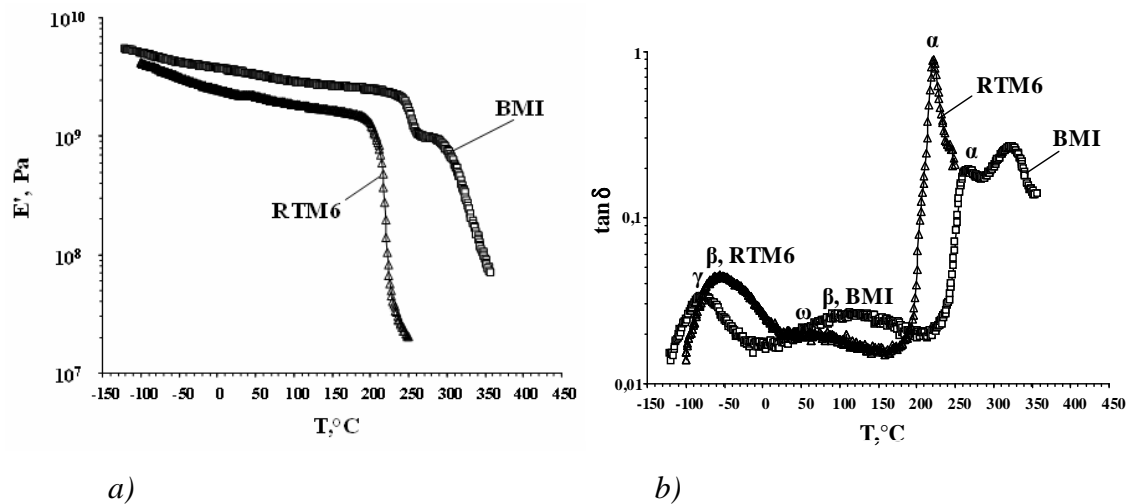 10¹⁰
10⁹
10⁸
10⁷
E', Pa
BMI
RTM6
-150 -100 -50 0 50 100 150 200 250 300 350 400 450
T,°C
a)
1
0,1
0,01
tan δ
α
RTM6
α
BMI
β, RTM6
γ
ω
β, BMI
-150 -100 -50 0 50 100 150 200 250 300 350 400 450
T,°C
b)